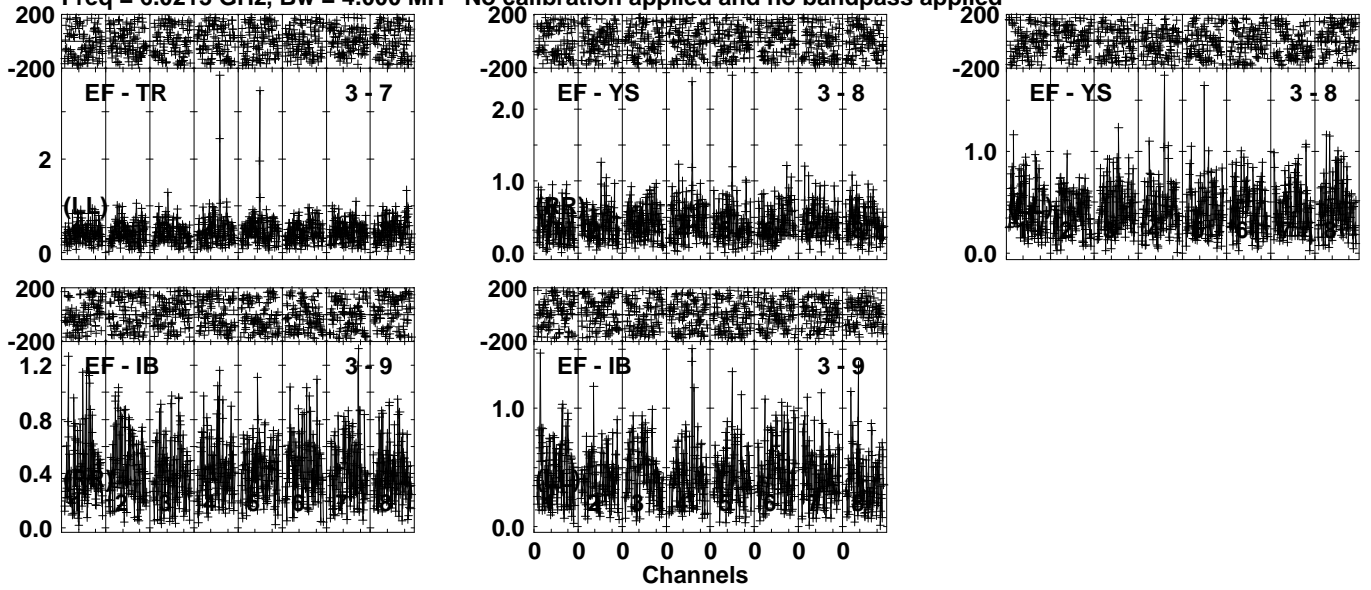 Freq = 6.0213 GHz, Bw = 4.000 MH No calibration applied and no bandpass applied
200
200
200
-200
-200
-200
EF - TR 3 - 7
EF - YS 3 - 8
EF - YS 3 - 8
2
0
(LL)
2.0
1.0
0.0
(RR)
1.0
0.0
200
200
-200
-200
EF - IB 3 - 9
EF - IB 3 - 9
1.2
0.8
0.4
0.0
1.0
0.0
0 0 0 0 0 0 0 0
Channels